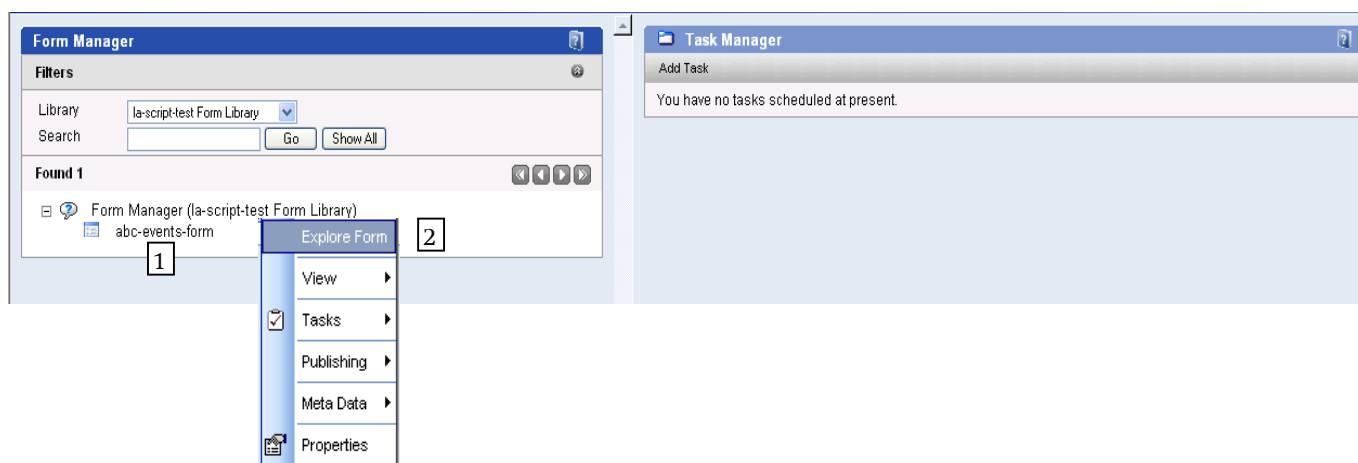 Form Manager
Filters
Library la-script-test Form Library
Search Go Show All
Found 1
Form Manager (la-script-test Form Library)
abc-events-form
1
Explore Form 2
View
Tasks
Publishing
Meta Data
Properties
Task Manager
Add Task
You have no tasks scheduled at present.